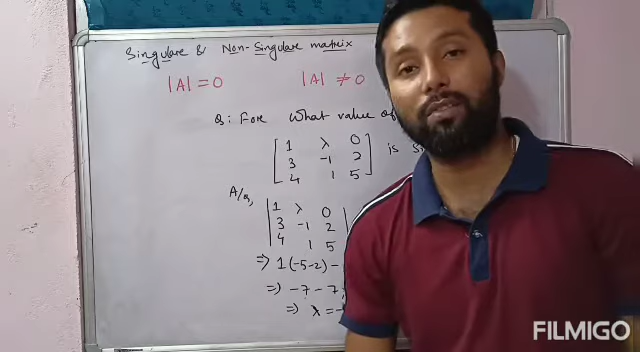 Singulare & Non-Singulare matrix
|A| = 0 |A| ≠ 0
Q: Fore what value of
1 λ 0
3 -1 2 is
4 1 5
A/Q,
1 λ 0
3 -1 2
4 1 5
⇒ 1(-5-2) -
⇒ -7 - 7
⇒ λ = -
FILMIGO